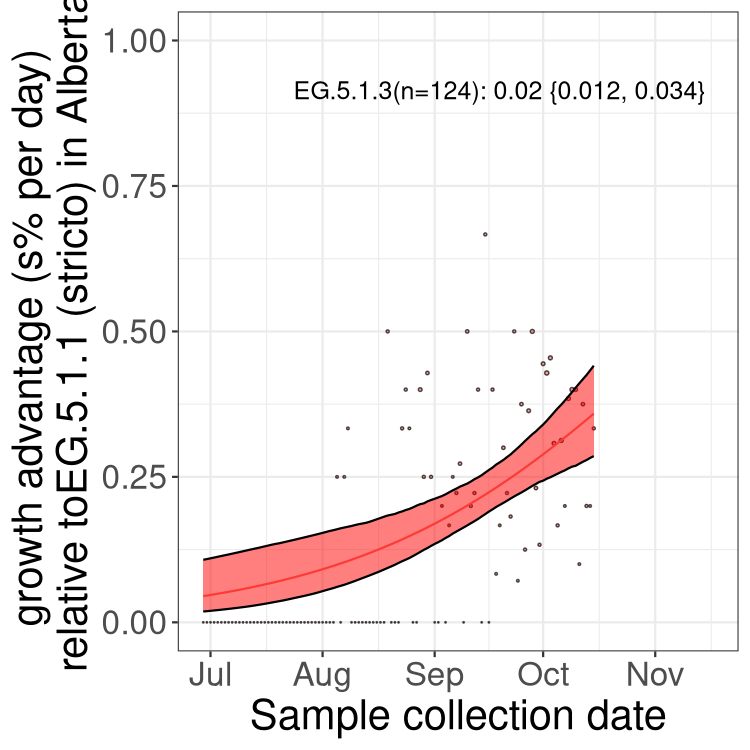 growth advantage (s% per day)
relative toEG.5.1.1 (stricto) in Alberta
1.00
0.75
0.50
0.25
0.00
EG.5.1.3(n=124): 0.02 {0.012, 0.034}
Jul Aug Sep Oct Nov
Sample collection date